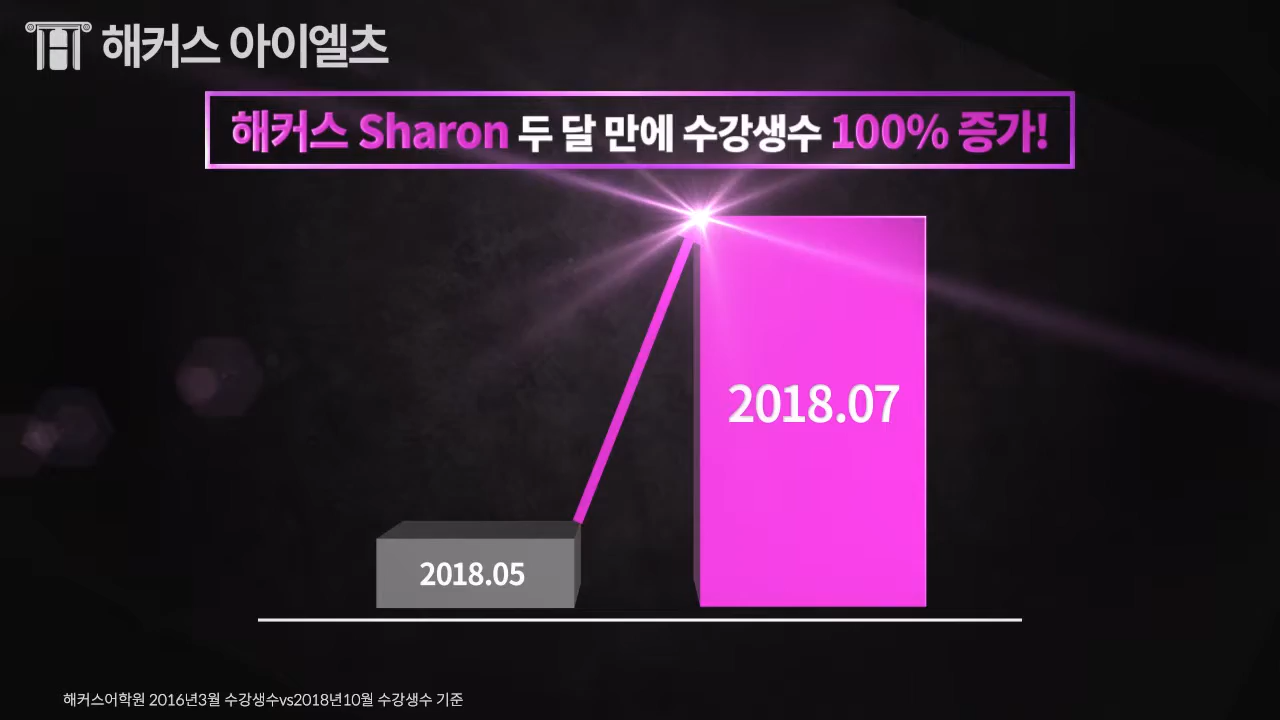 해커스 아이엘츠
해커스 Sharon 두 달 만에 수강생수 100% 증가!
2018.07
2018.05
해커스어학원 2016년3월 수강생수vs2018년10월 수강생수 기준